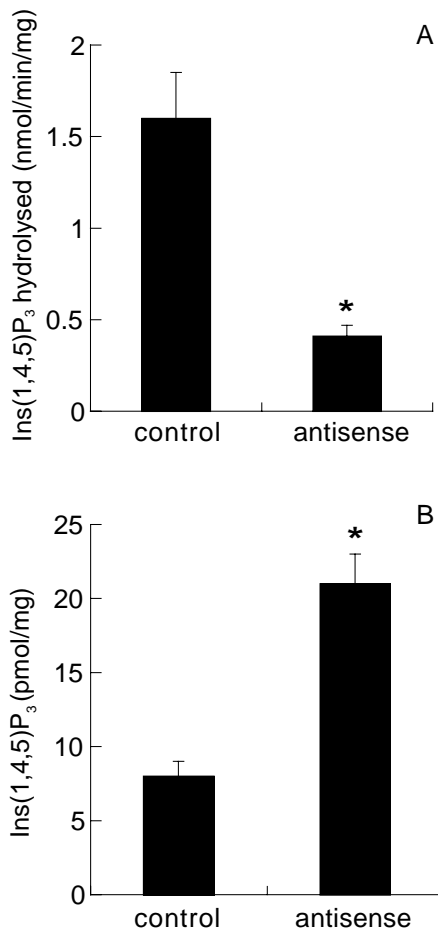 A
Ins(1,4,5)P₃ hydrolysed (nmol/min/mg)
2
1.5
1
0.5
0
*
control antisense
B
Ins(1,4,5)P₃ (pmol/mg)
25
20
15
10
5
0
*
control antisense